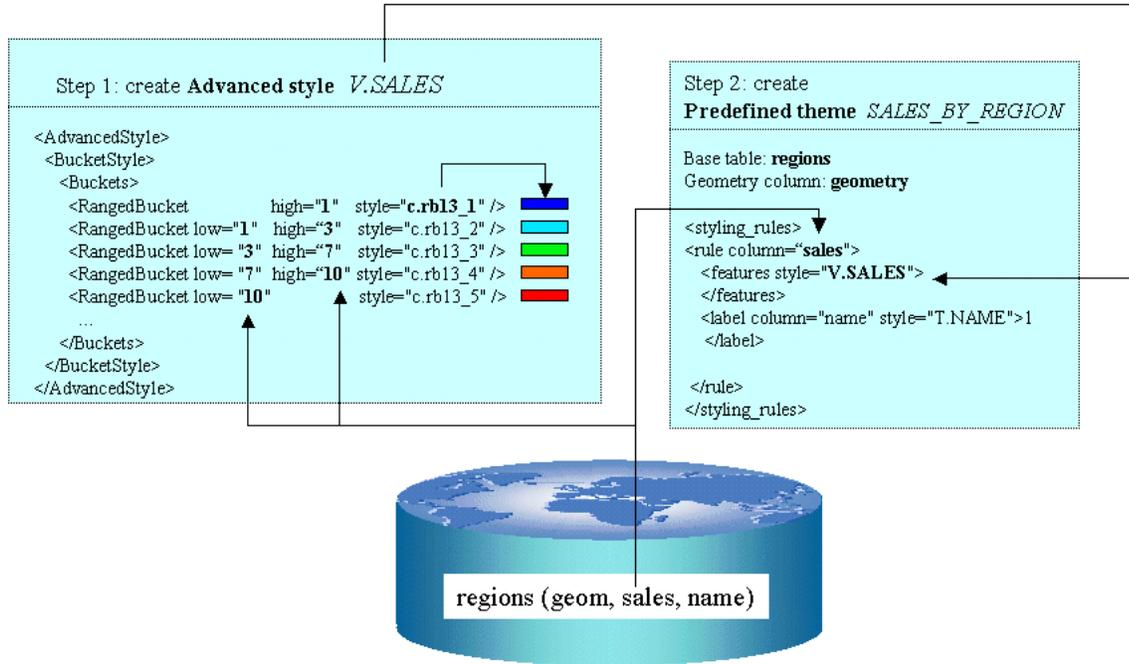 Step 1: create Advanced style V.SALES
<AdvancedStyle>
<BucketStyle>
<Buckets>
<RangedBucket high="1" style="c.rb13_1" />
<RangedBucket low="1" high=“3" style="c.rb13_2" />
<RangedBucket low= "3" high=“7" style="c.rb13_3" />
<RangedBucket low= "7" high=“10" style="c.rb13_4" />
<RangedBucket low= "10" style="c.rb13_5" />
...
</Buckets>
</BucketStyle>
</AdvancedStyle>
Step 2: create
Predefined theme SALES_BY_REGION
Base table: regions
Geometry column: geometry
<styling_rules>
<rule column=“sales">
<features style="V.SALES">
</features>
<label column="name" style="T.NAME">1
</label>
</rule>
</styling_rules>
regions (geom, sales, name)